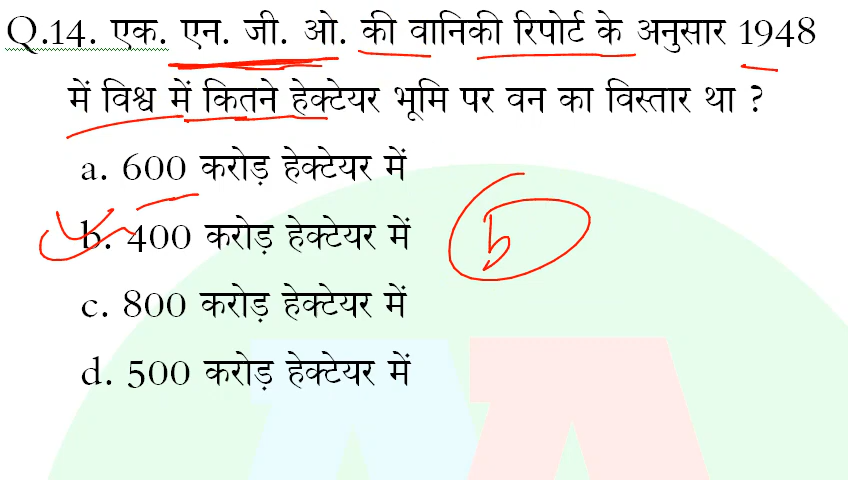 Q.14. एक. एन. जी. ओ. की वानिकी रिपोर्ट के अनुसार 1948
में विश्व में कितने हेक्टेयर भूमि पर वन का विस्तार था ?
a. 600 करोड़ हेक्टेयर में
b. 400 करोड़ हेक्टेयर में
b
c. 800 करोड़ हेक्टेयर में
d. 500 करोड़ हेक्टेयर में